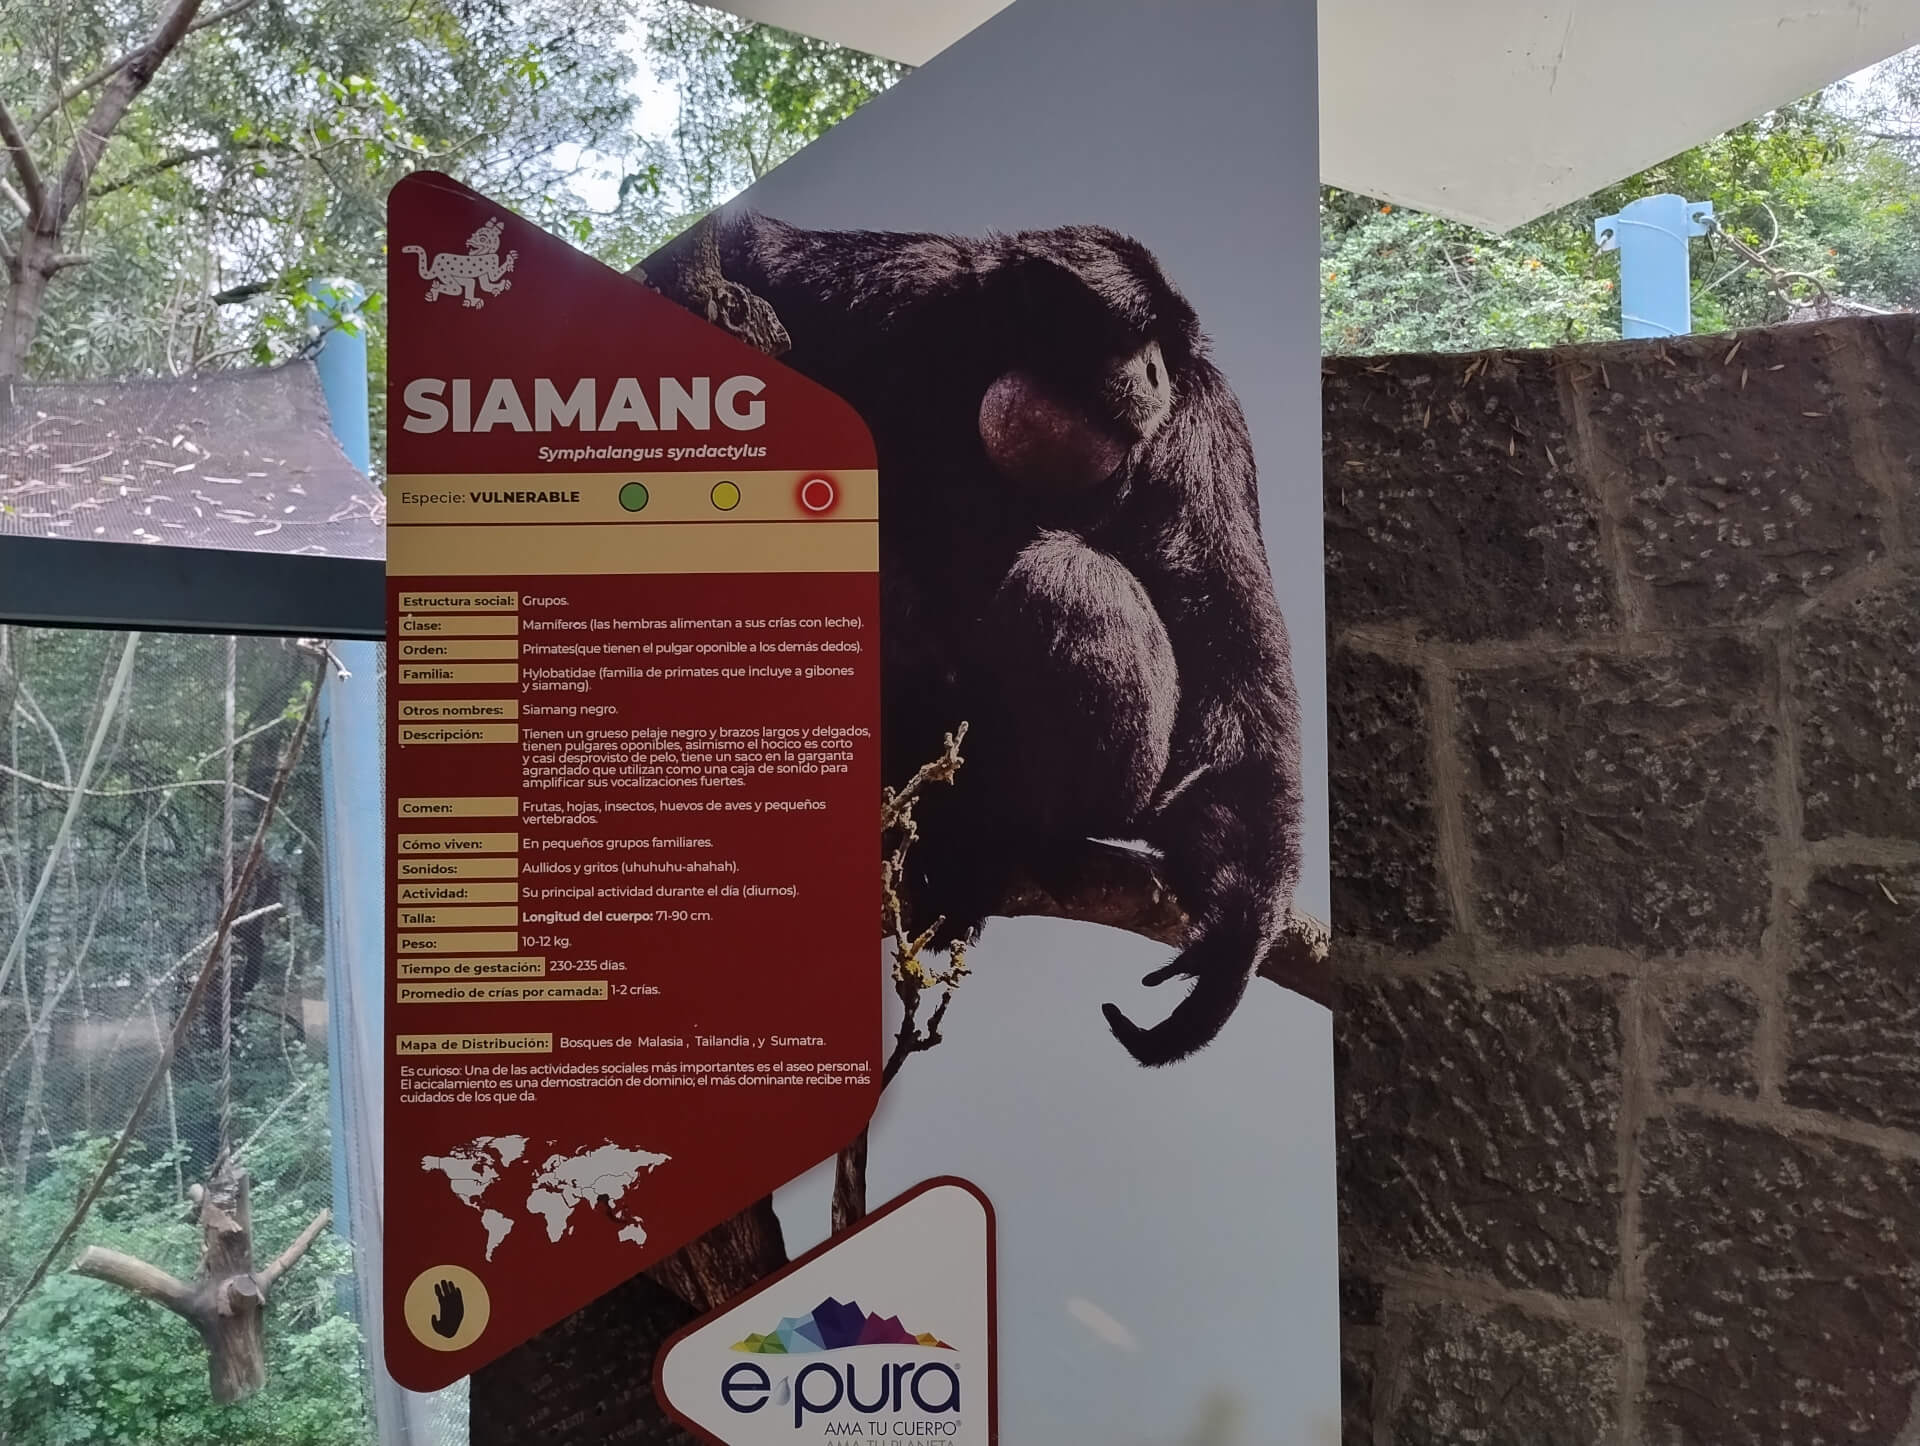 SIAMANG
Symphalangus syndactylus
Especie: VULNERABLE
Estructura social: Grupos.
Clase: Mamíferos (las hembras alimentan a sus crías con leche).
Orden: Primates(que tienen el pulgar oponible a los demás dedos).
Familia: Hylobatidae (familia de primates que incluye a gibones
y siamang).
Otros nombres: Siamang negro.
Descripción: Tienen un grueso pelaje negro y brazos largos y delgados,
tienen pulgares oponibles, asimismo el hocico es corto
y casi desprovisto de pelo, tiene un saco en la garganta
agrandado que utilizan como una caja de sonido para
amplificar sus vocalizaciones fuertes.
Comen: Frutas, hojas, insectos, huevos de aves y pequeños
vertebrados.
Cómo viven: En pequeños grupos familiares.
Sonidos: Aullidos y gritos (uhuhuhu-ahahah).
Actividad: Su principal actividad durante el día (diurnos).
Talla: Longitud del cuerpo: 71-90 cm.
Peso: 10-12 kg.
Tiempo de gestación: 230-235 días.
Promedio de crías por camada: 1-2 crías.
Mapa de Distribución: Bosques de Malasia, Tailandia, y Sumatra.
Es curioso: Una de las actividades sociales más importantes es el aseo personal.
El acicalamiento es una demostración de dominio; el más dominante recibe más
cuidados de los que da.
e pura®
AMA TU CUERPO®
AMA TU PLANETA